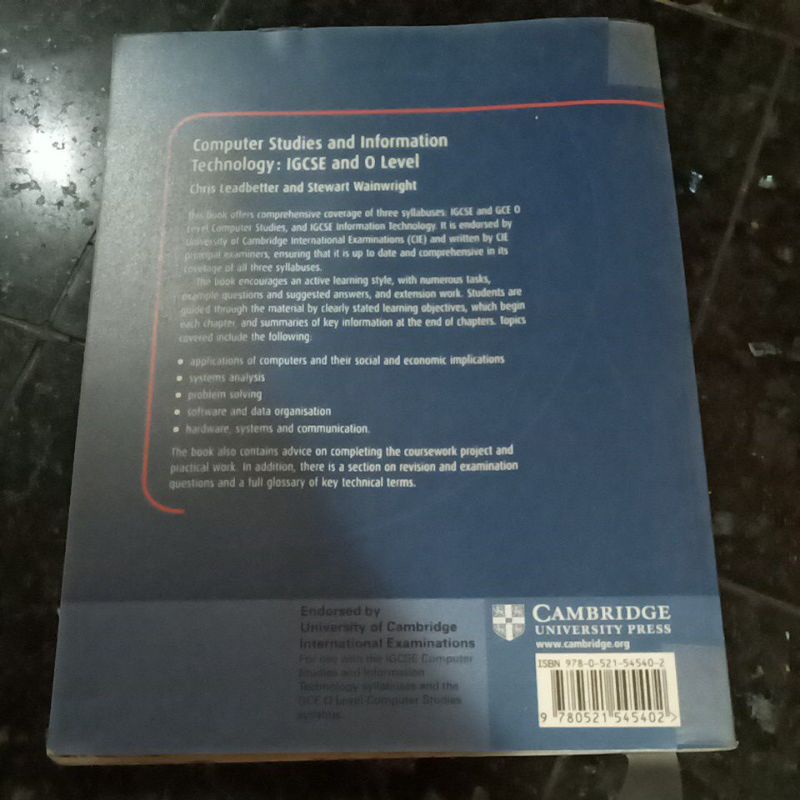 Computer Studies and Information
Technology: IGCSE and O Level
Chris Leadbetter and Stewart Wainwright
This book offers comprehensive coverage of three syllabuses: IGCSE and GCE O
Level Computer Studies, and IGCSE Information Technology. It is endorsed by
University of Cambridge International Examinations (CIE) and written by CIE
principal examiners, ensuring that it is up to date and comprehensive in its
coverage of all three syllabuses.
The book encourages an active learning style, with numerous tasks,
example questions and suggested answers, and extension work. Students are
guided through the material by clearly stated learning objectives, which begin
each chapter, and summaries of key information at the end of chapters. Topics
covered include the following:
• applications of computers and their social and economic implications
• systems analysis
• problem solving
• software and data organisation
• hardware, systems and communication.
The book also contains advice on completing the coursework project and
practical work. In addition, there is a section on revision and examination
questions and a full glossary of key technical terms.
Endorsed by
University of Cambridge
International Examinations
For use with the IGCSE Computer
Studies and Information
Technology syllabuses and the
GCE O Level Computer Studies
syllabus
CAMBRIDGE
UNIVERSITY PRESS
www.cambridge.org
ISBN 978-0-521-54540-2
9 780521 545402 >